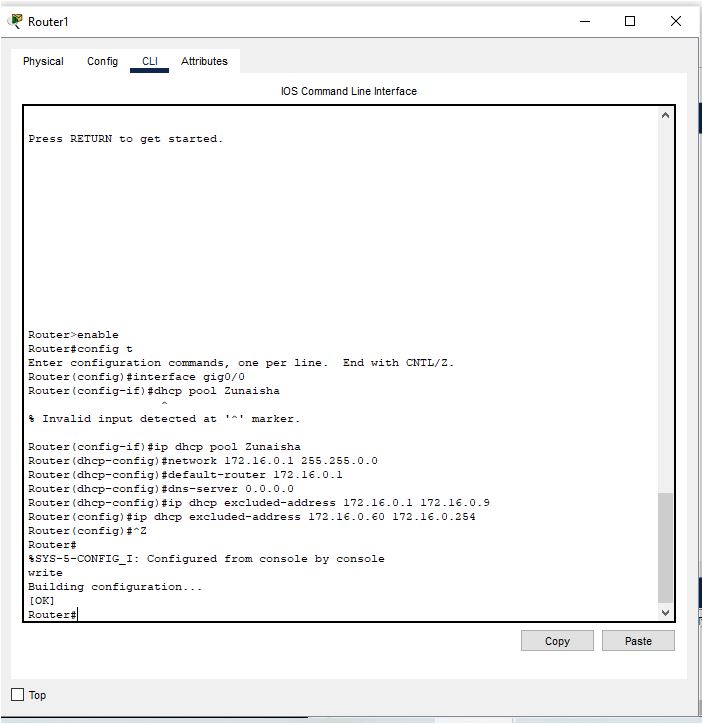 Router1
Physical Config CLI Attributes
IOS Command Line Interface
Press RETURN to get started.
Router>enable
Router#config t
Enter configuration commands, one per line.  End with CNTL/Z.
Router(config)#interface gig0/0
Router(config-if)#dhcp pool Zunaisha
^
% Invalid input detected at '^' marker.
Router(config-if)#ip dhcp pool Zunaisha
Router(dhcp-config)#network 172.16.0.1 255.255.0.0
Router(dhcp-config)#default-router 172.16.0.1
Router(dhcp-config)#dns-server 0.0.0.0
Router(dhcp-config)#ip dhcp excluded-address 172.16.0.1 172.16.0.9
Router(config)#ip dhcp excluded-address 172.16.0.60 172.16.0.254
Router(config)#^Z
Router#
%SYS-5-CONFIG_I: Configured from console by console
write
Building configuration...
[OK]
Router#
Copy Paste
Top